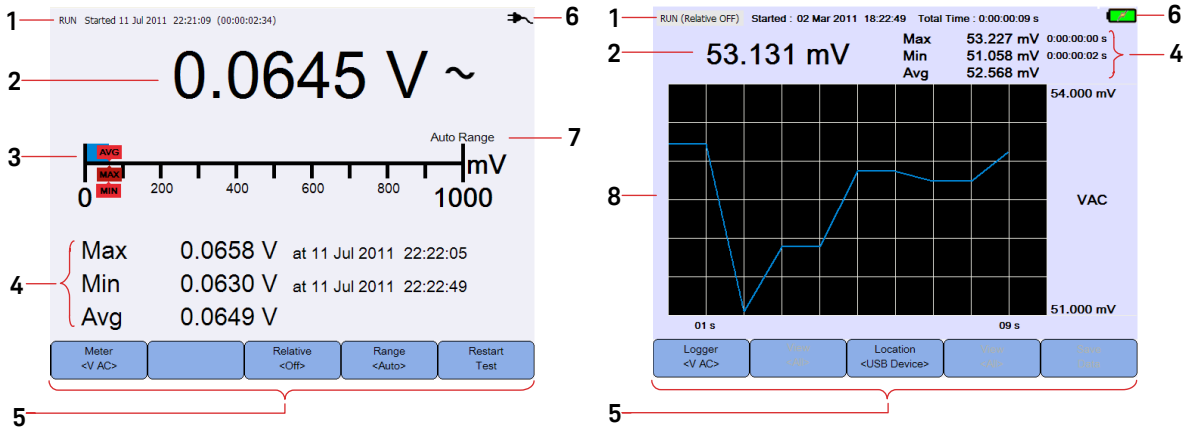 1 RUN Started 11 Jul 2011 22:21:09 (00:00:02:34) 6
2 0.0645 V ~
Auto Range 7
3 AVG
MAX
MIN
200 400 600 800 mV
0 1000
4 Max 0.0658 V at 11 Jul 2011 22:22:05
Min 0.0630 V at 11 Jul 2011 22:22:49
Avg 0.0649 V
Meter
<V AC>
Relative
<Off>
Range
<Auto>
Restart
Test
5
1 RUN (Relative OFF) Started : 02 Mar 2011 18:22:49 Total Time : 0:00:00:09 s 6
2 53.131 mV
Max 53.227 mV 0:00:00:00 s
Min 51.058 mV 0:00:00:02 s 4
Avg 52.568 mV
54.000 mV
8 VAC
51.000 mV
01 s 09 s
Logger
<V AC>
Location
<USB Device>
Save
Data
5